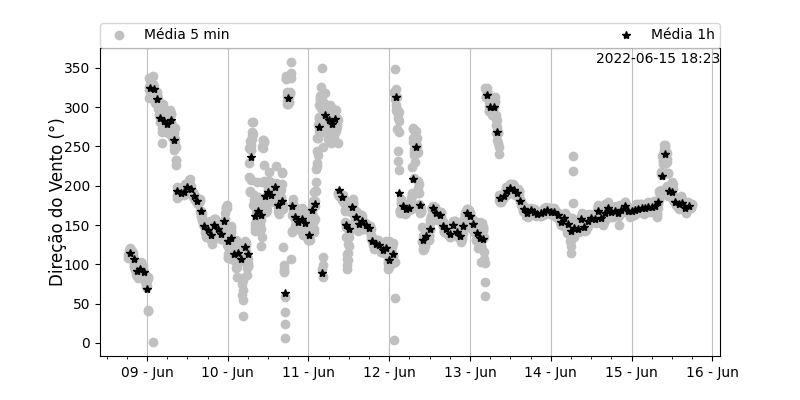 Média 5 min
Média 1h
2022-06-15 18:23
Direção do Vento (°)
350
300
250
200
150
100
50
0
09 - Jun
10 - Jun
11 - Jun
12 - Jun
13 - Jun
14 - Jun
15 - Jun
16 - Jun